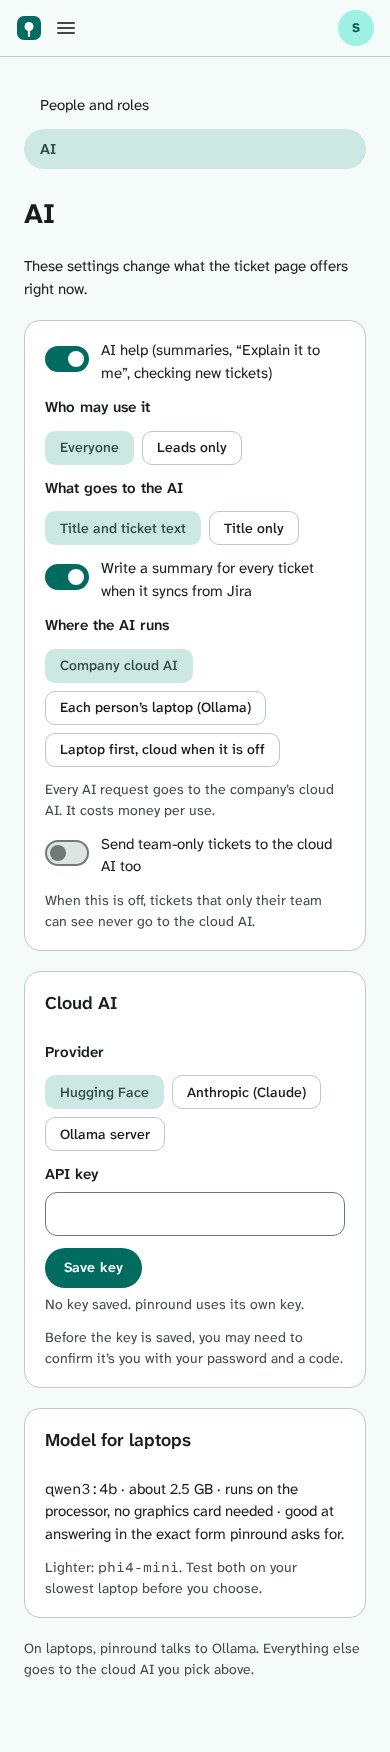 S
People and roles
AI
AI
These settings change what the ticket page offers
right now.
AI help (summaries, “Explain it to
me”, checking new tickets)
Who may use it
Everyone
Leads only
What goes to the AI
Title and ticket text
Title only
Write a summary for every ticket
when it syncs from Jira
Where the AI runs
Company cloud AI
Each person’s laptop (Ollama)
Laptop first, cloud when it is off
Every AI request goes to the company’s cloud
AI. It costs money per use.
Send team-only tickets to the cloud
AI too
When this is off, tickets that only their team
can see never go to the cloud AI.
Cloud AI
Provider
Hugging Face
Anthropic (Claude)
Ollama server
API key
Save key
No key saved. pinround uses its own key.
Before the key is saved, you may need to
confirm it’s you with your password and a code.
Model for laptops
qwen3:4b · about 2.5 GB · runs on the
processor, no graphics card needed · good at
answering in the exact form pinround asks for.
Lighter: phi4-mini. Test both on your
slowest laptop before you choose.
On laptops, pinround talks to Ollama. Everything else
goes to the cloud AI you pick above.